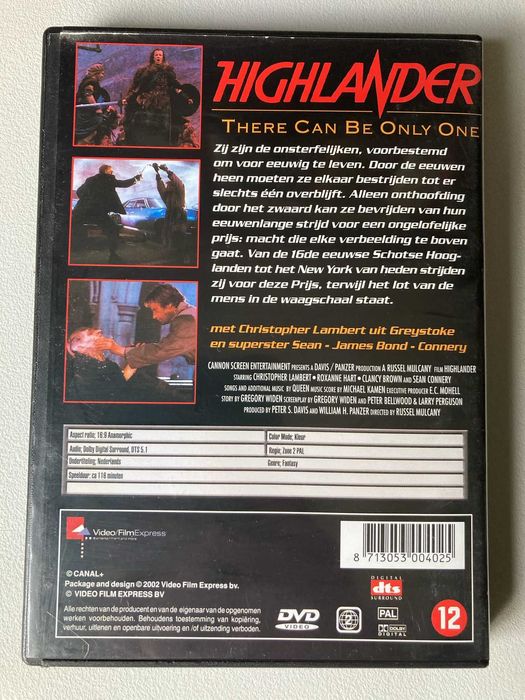 HIGHLANDER
THERE CAN BE ONLY ONE
Zij zijn de onsterfelijken, voorbestemd
om voor eeuwig te leven. Door de eeuwen
heen moeten ze elkaar bestrijden tot er
slechts één overblijft. Alleen onthoofding
door het zwaard kan ze bevrijden van hun
eeuwenlange strijd voor een ongelofelijke
prijs: macht die elke verbeelding te boven
gaat. Van de 16de eeuwse Schotse Hoog-
landen tot het New York van heden strijden
zij voor deze Prijs, terwijl het lot van de
mens in de waagschaal staat.
met Christopher Lambert uit Greystoke
en superster Sean - James Bond - Connery
CANNON SCREEN ENTERTAINMENT PRESENTS A DAVIS / PANZER PRODUCTION A RUSSEL MULCANY FILM HIGHLANDER
STARRING CHRISTOPHER LAMBERT • ROXANNE HART • CLANCY BROWN AND SEAN CONNERY
SONGS AND ADDITIONAL MUSIC BY QUEEN MUSIC SCORE BY MICHAEL KAMEN EXECUTIVE PRODUCER E.C. MOHELL
STORY BY GREGORY WIDEN SCREENPLAY BY GREGORY WIDEN AND PETER BELLWOOD & LARRY FERGUSON
PRODUCED BY PETER S. DAVIS AND WILLIAM H. PANZER DIRECTED BY RUSSEL MULCANY
Aspect ratio; 16:9 Anamorphic
Color Mode; Kleur
Audio; Dolby Digital Surround, DTS 5.1
Regio; Zone 2 PAL
Ondertiteling; Nederlands
Genre; Fantasy
Speelduur: ca 116 minuten
Video/FilmExpress
8 713053 004025
© CANAL+
Package and design © 2002 Video Film Express bv.
© VIDEO FILM EXPRESS BV
Alle rechten van de producent en van de eigenaar van de opgenomen
werken voorbehouden. Behoudens toestemming van kopiëring,
verhuur, uitlenen en openbare uitvoering en /of uitzending verboden.
DVD
VIDEO
2
DIGITAL
dts
SURROUND
PAL
DOLBY
DIGITAL
12